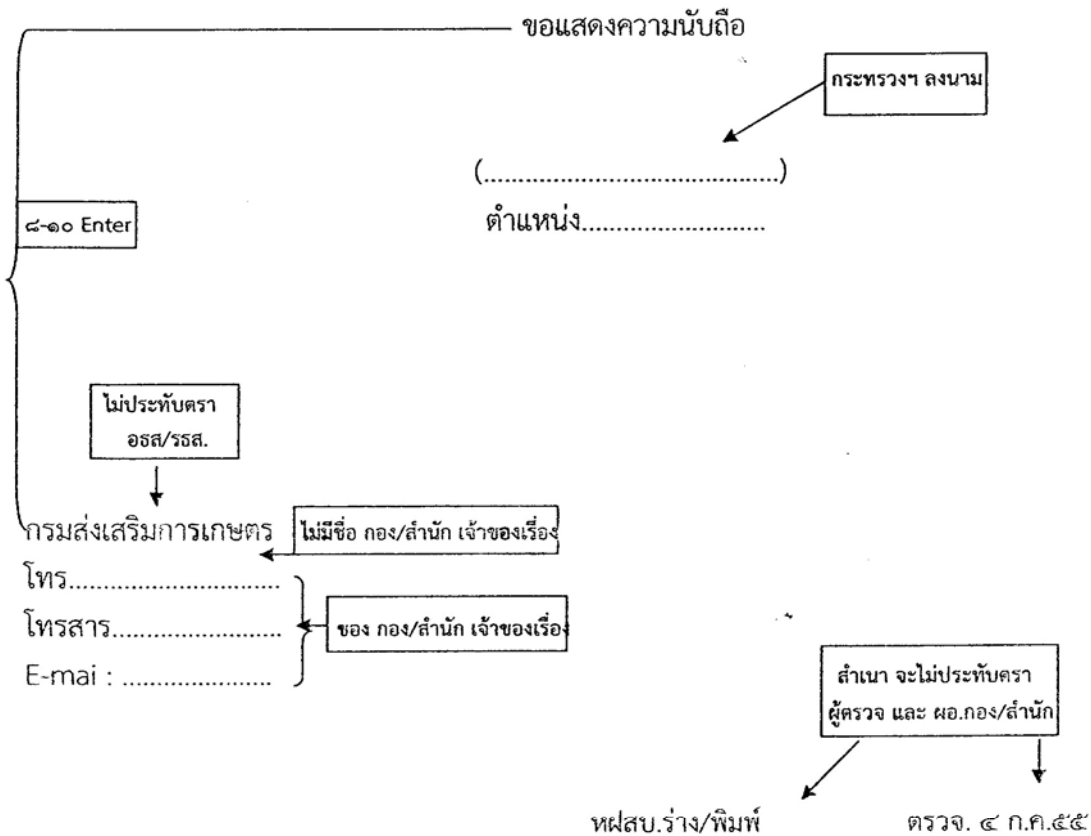 ขอแสดงความนับถือ
กระทรวงฯ ลงนาม
(..........................................)
ตำแหน่ง..........................
๘-๑๐ Enter
ไม่ประทับตรา
อธส/รธส.
กรมส่งเสริมการเกษตร
ไม่มีชื่อ กอง/สำนัก เจ้าของเรื่อง
โทร..............................
โทรสาร........................
E-mai : ......................
ของ กอง/สำนัก เจ้าของเรื่อง
สำเนา จะไม่ประทับตรา
ผู้ตรวจ และ ผอ.กอง/สำนัก
หฝสบ.ร่าง/พิมพ์
ตรวจ. ๔ ก.ค.๕๕